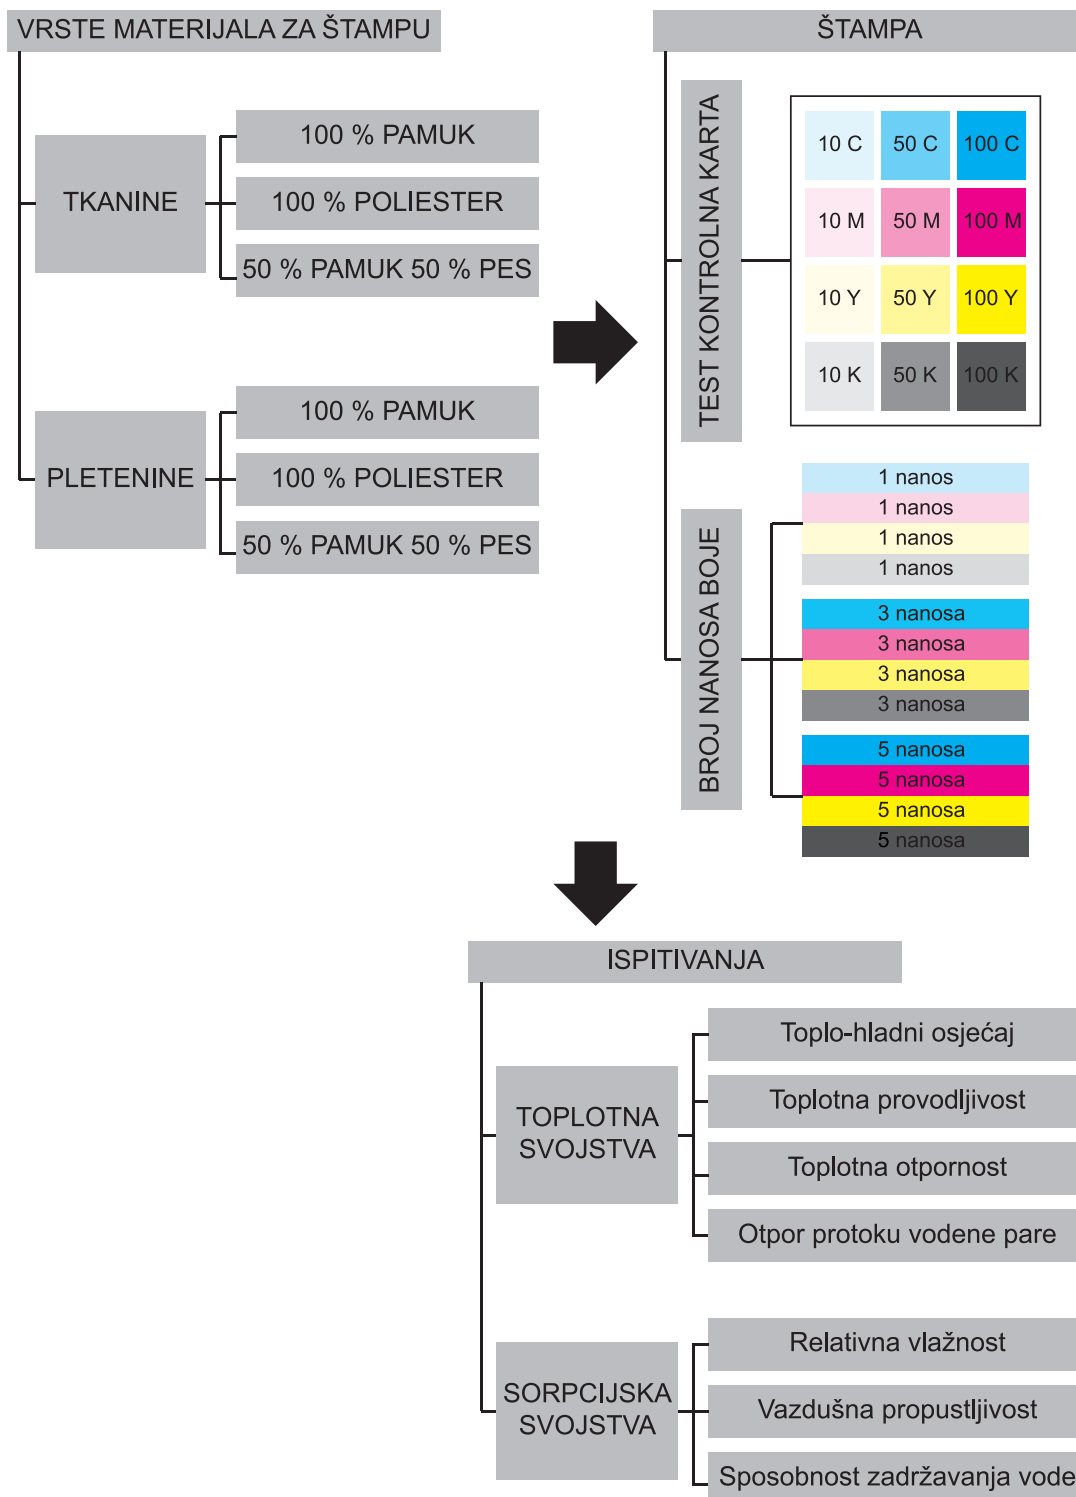 VRSTE MATERIJALA ZA ŠTAMPU
TKANINE
100 % PAMUK
100 % POLIESTER
50 % PAMUK 50 % PES
PLETENINE
100 % PAMUK
100 % POLIESTER
50 % PAMUK 50 % PES
ŠTAMPA
TEST KONTROLNA KARTA
10 C 50 C 100 C
10 M 50 M 100 M
10 Y 50 Y 100 Y
10 K 50 K 100 K
BROJ NANOSA BOJE
1 nanos
1 nanos
1 nanos
1 nanos
3 nanosa
3 nanosa
3 nanosa
3 nanosa
5 nanosa
5 nanosa
5 nanosa
5 nanosa
ISPITIVANJA
TOPLOTNA
SVOJSTVA
Toplo-hladni osjećaj
Toplotna provodljivost
Toplotna otpornost
Otpor protoku vodene pare
SORPCIJSKA
SVOJSTVA
Relativna vlažnost
Vazdušna propustljivost
Sposobnost zadržavanja vode